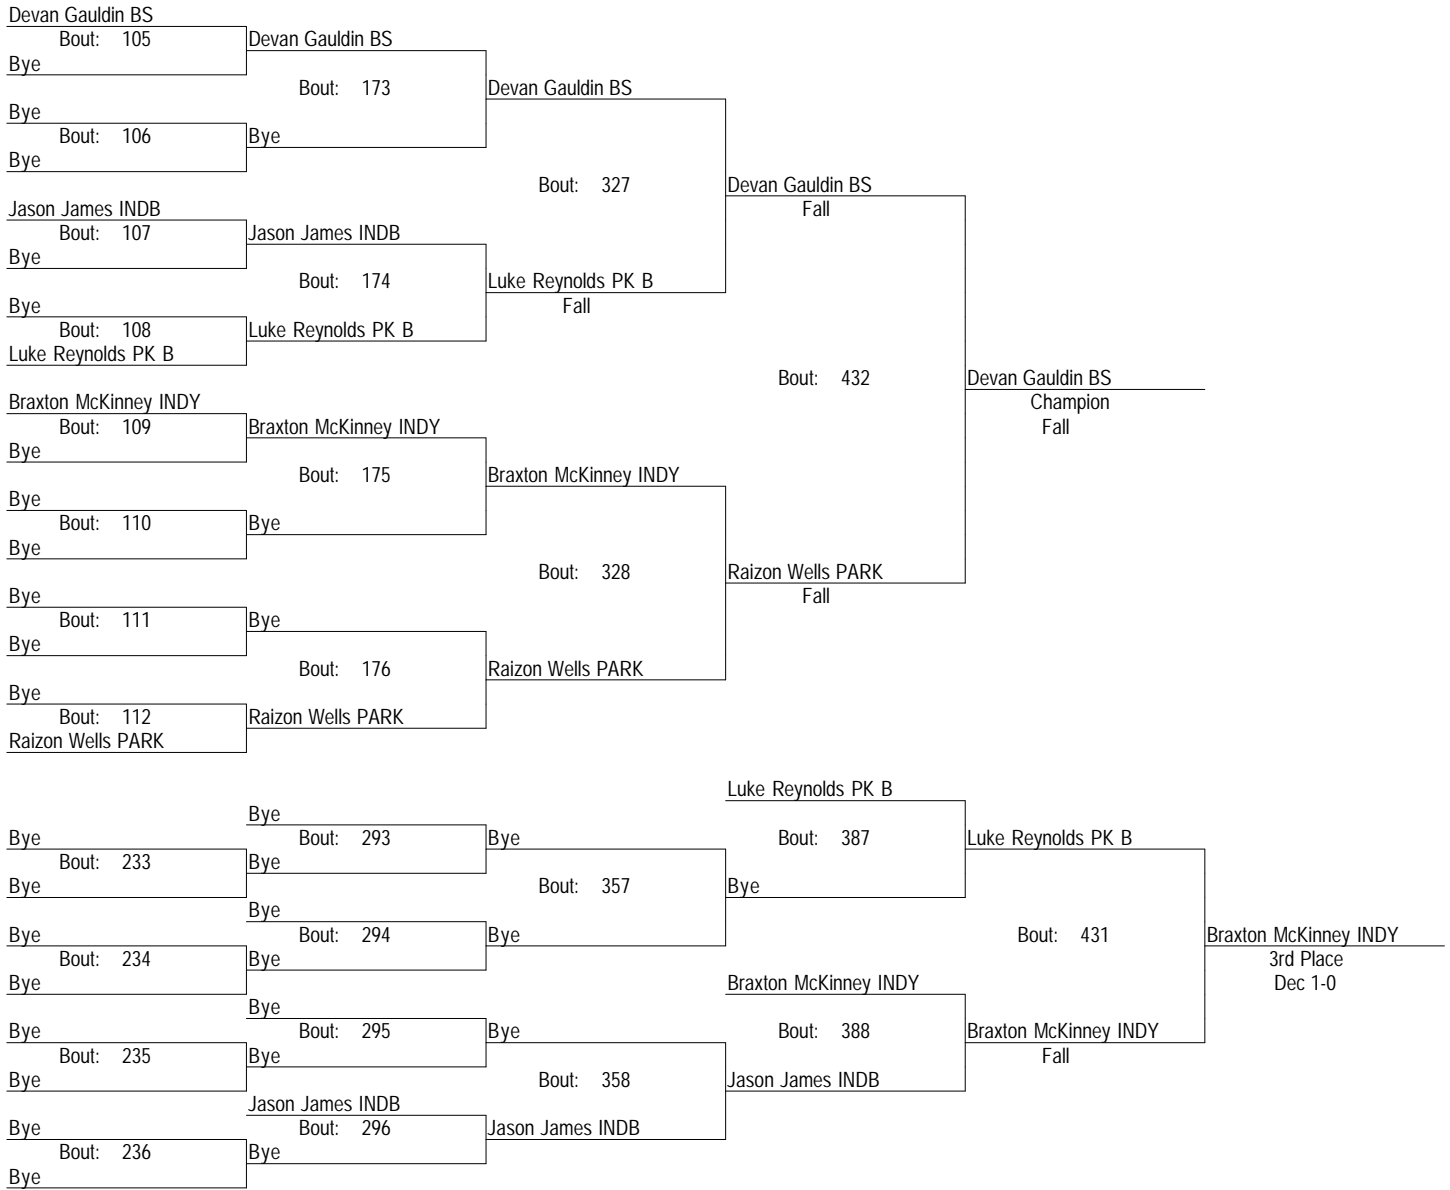 Devan Gauldin BS
Bout: 105
Devan Gauldin BS
Bye
Bout: 173
Devan Gauldin BS
Bye
Bout: 106
Bye
Bye
Bout: 327
Devan Gauldin BS
Fall
Jason James INDB
Bout: 107
Jason James INDB
Bye
Bout: 174
Luke Reynolds PK B
Fall
Bye
Bout: 108
Luke Reynolds PK B
Luke Reynolds PK B
Bout: 432
Devan Gauldin BS
Champion
Fall
Braxton McKinney INDY
Bout: 109
Braxton McKinney INDY
Bye
Bout: 175
Braxton McKinney INDY
Bye
Bout: 110
Bye
Bye
Bout: 328
Raizon Wells PARK
Fall
Bye
Bout: 111
Bye
Bye
Bout: 176
Raizon Wells PARK
Bye
Bout: 112
Raizon Wells PARK
Raizon Wells PARK
Luke Reynolds PK B
Bye
Bye
Bout: 293
Bye
Bout: 387
Luke Reynolds PK B
Bout: 233
Bye
Bye
Bout: 357
Bye
Bye
Bye
Bout: 294
Bye
Bout: 431
Braxton McKinney INDY
3rd Place
Dec 1-0
Bout: 234
Bye
Bye
Braxton McKinney INDY
Bye
Bye
Bout: 295
Bye
Bout: 388
Braxton McKinney INDY
Fall
Bout: 235
Bye
Bye
Bout: 358
Jason James INDB
Jason James INDB
Bye
Bout: 296
Jason James INDB
Bout: 236
Bye
Bye